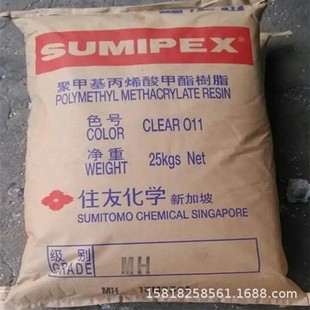 SUMIPEX®
聚甲基丙烯酸甲酯樹脂
POLYMETHYL METHACRYLATE RESIN
色号
COLOR CLEAR 011
净重
WEIGHT 25kgs Net
住友化学 新加坡
SUMITOMO CHEMICAL SINGAPORE
级别
GRADE MH
MH
15818258561.1688.com